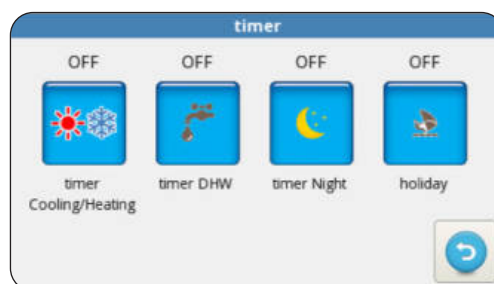 timer
OFF OFF OFF OFF
timer Cooling/Heating
timer DHW
timer Night
holiday